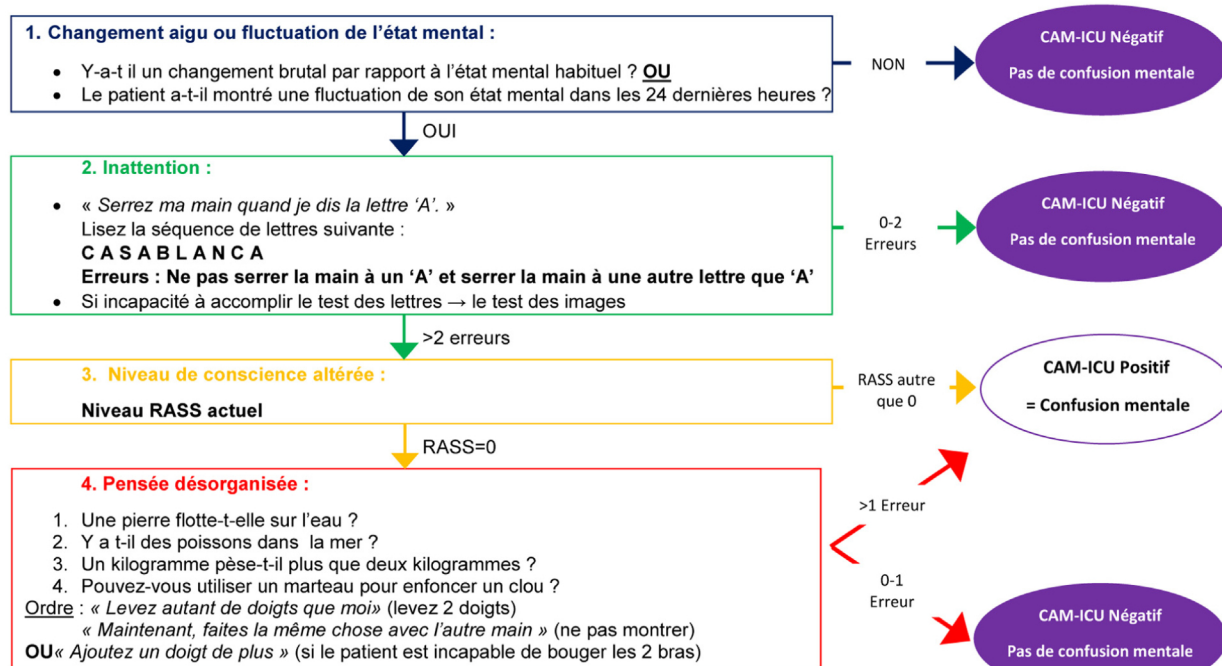 1. Changement aigu ou fluctuation de l'état mental :
• Y-a-t il un changement brutal par rapport à l'état mental habituel ? OU
• Le patient a-t-il montré une fluctuation de son état mental dans les 24 dernières heures ?
NON
CAM-ICU Négatif
Pas de confusion mentale
OUI
2. Inattention :
• « Serrez ma main quand je dis la lettre 'A'. »
Lisez la séquence de lettres suivante :
C A S A B L A N C A
Erreurs : Ne pas serrer la main à un 'A' et serrer la main à une autre lettre que 'A'
• Si incapacité à accomplir le test des lettres → le test des images
0-2
Erreurs
CAM-ICU Négatif
Pas de confusion mentale
>2 erreurs
3. Niveau de conscience altérée :
Niveau RASS actuel
RASS autre
que 0
CAM-ICU Positif
= Confusion mentale
RASS=0
4. Pensée désorganisée :
1. Une pierre flotte-t-elle sur l'eau ?
2. Y a t-il des poissons dans la mer ?
3. Un kilogramme pèse-t-il plus que deux kilogrammes ?
4. Pouvez-vous utiliser un marteau pour enfoncer un clou ?
Ordre : « Levez autant de doigts que moi» (levez 2 doigts)
« Maintenant, faites la même chose avec l'autre main » (ne pas montrer)
OU« Ajoutez un doigt de plus » (si le patient est incapable de bouger les 2 bras)
>1 Erreur
0-1
Erreur
CAM-ICU Négatif
Pas de confusion mentale